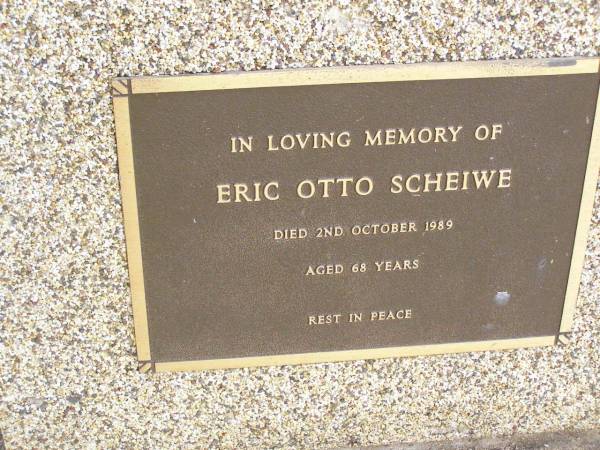 IN LOVING MEMORY OF
ERIC OTTO SCHEIWE
DIED 2ND OCTOBER 1989
AGED 68 YEARS
REST IN PEACE